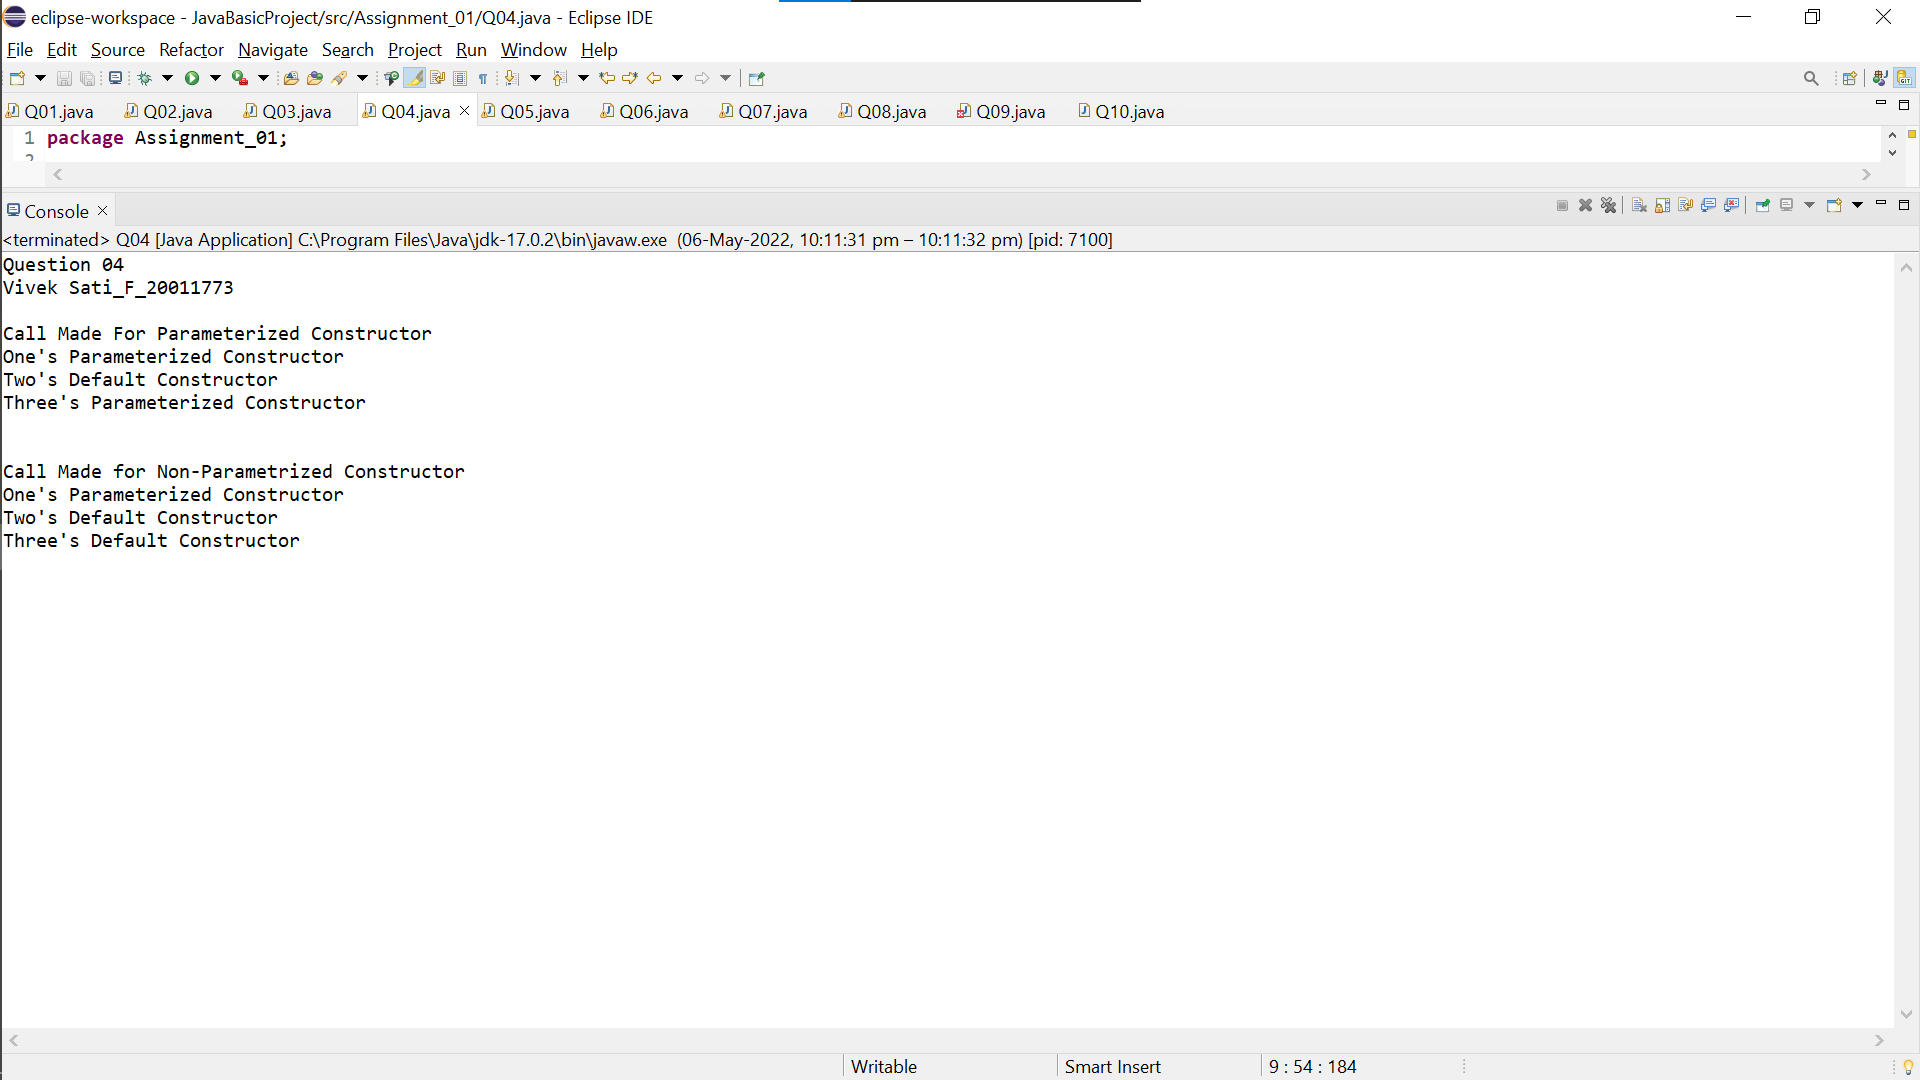 eclipse-workspace - JavaBasicProject/src/Assignment_01/Q04.java - Eclipse IDE
File Edit Source Refactor Navigate Search Project Run Window Help
Q01.java Q02.java Q03.java Q04.java Q05.java Q06.java Q07.java Q08.java Q09.java Q10.java
1 package Assignment_01;
2
Console
<terminated> Q04 [Java Application] C:\Program Files\Java\jdk-17.0.2\bin\javaw.exe (06-May-2022, 10:11:31 pm – 10:11:32 pm) [pid: 7100]
Question 04
Vivek Sati_F_20011773
Call Made For Parameterized Constructor
One's Parameterized Constructor
Two's Default Constructor
Three's Parameterized Constructor
Call Made for Non-Parametrized Constructor
One's Parameterized Constructor
Two's Default Constructor
Three's Default Constructor
Writable Smart Insert 9 : 54 : 184